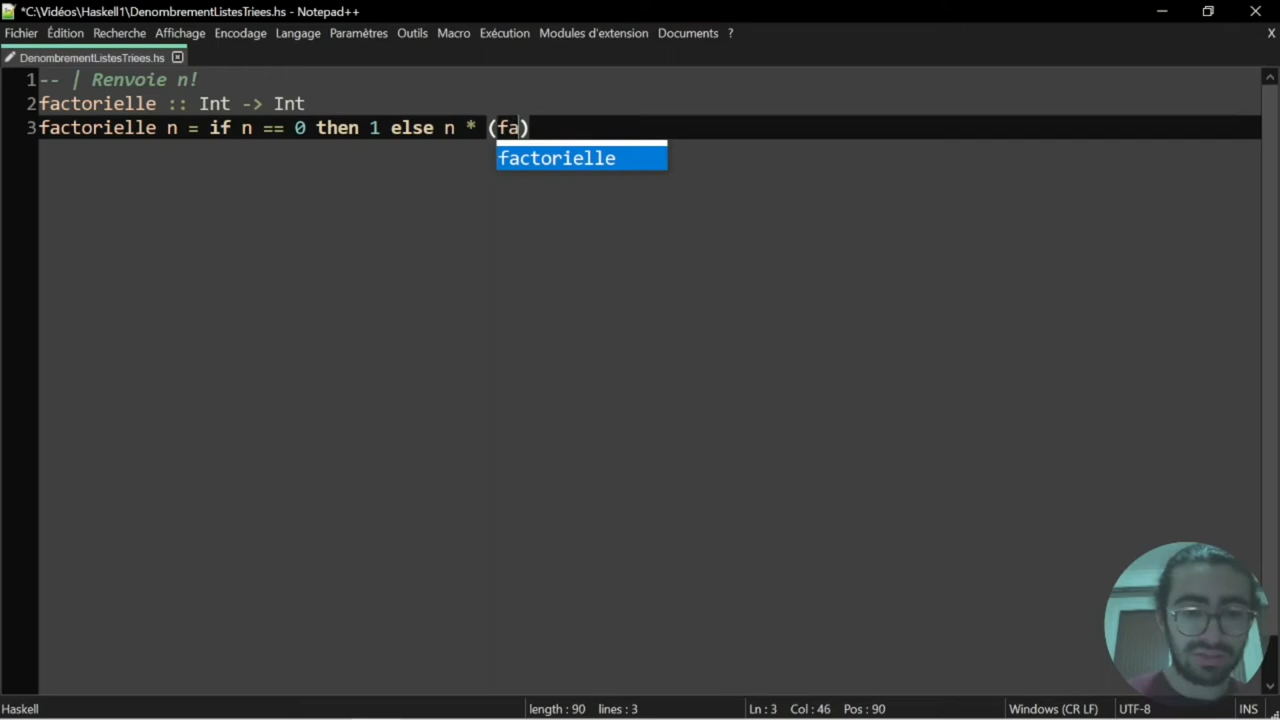 *C:\Vidéos\Haskell1\DenombrementListesTriees.hs - Notepad++
Fichier Édition Recherche Affichage Encodage Langage Paramètres Outils Macro Exécution Modules d'extension Documents ? X
DenombrementListesTriees.hs
1 -- | Renvoie n!
2 factorielle :: Int -> Int
3 factorielle n = if n == 0 then 1 else n * (fa)
factorielle
Haskell length : 90 lines : 3 Ln : 3 Col : 46 Pos : 90 Windows (CR LF) UTF-8 INS